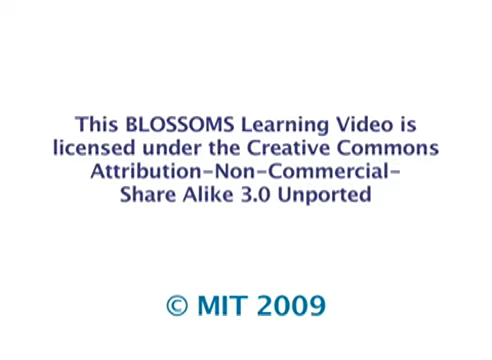 This BLOSSOMS Learning Video is
licensed under the Creative Commons
Attribution-Non-Commercial-
Share Alike 3.0 Unported
© MIT 2009